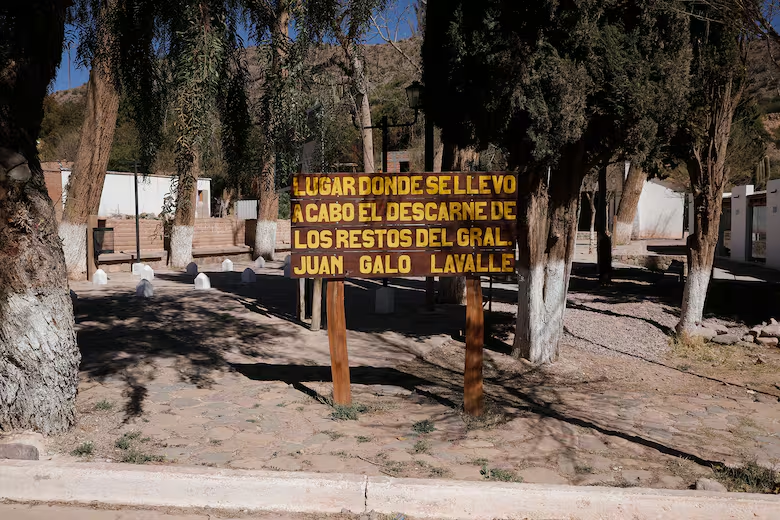 LUGAR DONDE SE LLEVO
A CABO EL DESCARNE DE
LOS RESTOS DEL GRAL.
JUAN GALO LAVALLE